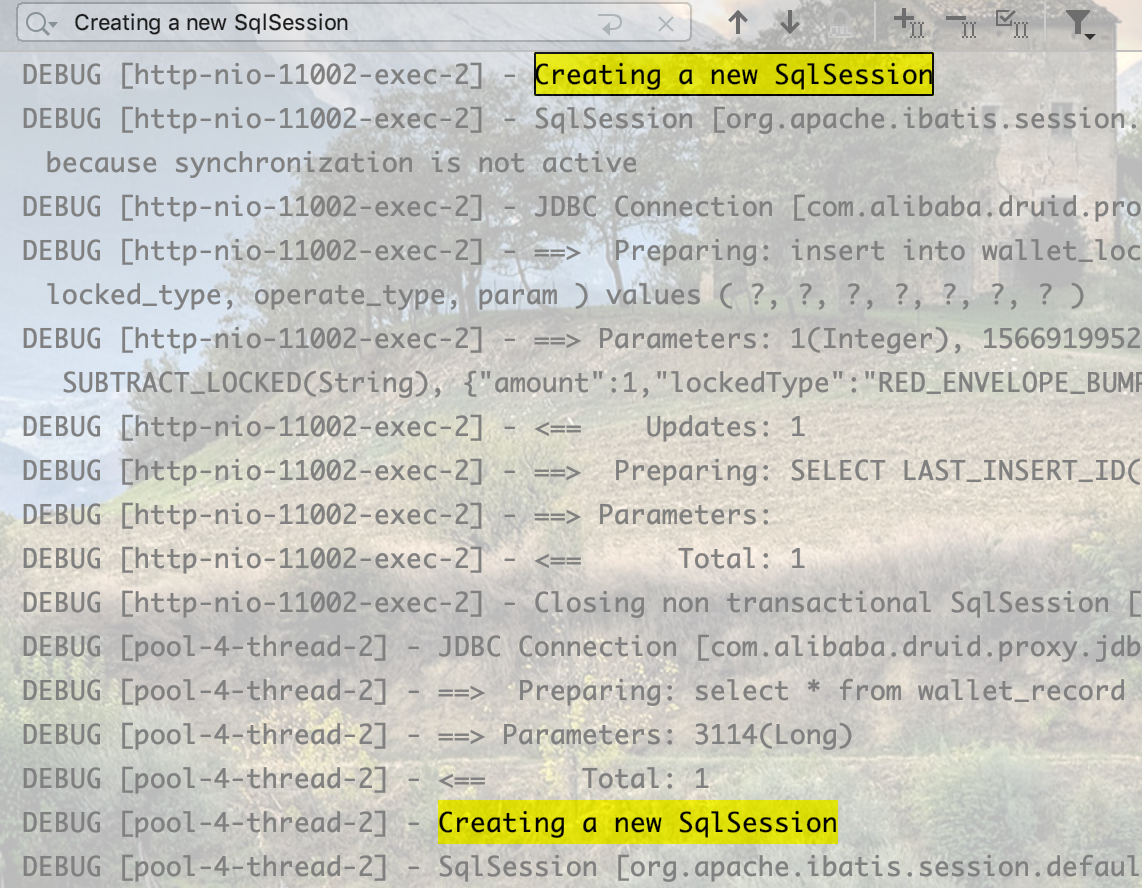 Creating a new SqlSession
DEBUG [http-nio-11002-exec-2] - Creating a new SqlSession
DEBUG [http-nio-11002-exec-2] - SqlSession [org.apache.ibatis.session.
because synchronization is not active
DEBUG [http-nio-11002-exec-2] - JDBC Connection [com.alibaba.druid.pro
DEBUG [http-nio-11002-exec-2] - ==>  Preparing: insert into wallet_loc
locked_type, operate_type, param ) values ( ?, ?, ?, ?, ?, ?, ? )
DEBUG [http-nio-11002-exec-2] - ==> Parameters: 1(Integer), 1566919952
SUBTRACT_LOCKED(String), {"amount":1,"lockedType":"RED_ENVELOPE_BUMP
DEBUG [http-nio-11002-exec-2] - <==    Updates: 1
DEBUG [http-nio-11002-exec-2] - ==>  Preparing: SELECT LAST_INSERT_ID(
DEBUG [http-nio-11002-exec-2] - ==> Parameters:
DEBUG [http-nio-11002-exec-2] - <==      Total: 1
DEBUG [http-nio-11002-exec-2] - Closing non transactional SqlSession [
DEBUG [pool-4-thread-2] - JDBC Connection [com.alibaba.druid.proxy.jdb
DEBUG [pool-4-thread-2] - ==>  Preparing: select * from wallet_record
DEBUG [pool-4-thread-2] - ==> Parameters: 3114(Long)
DEBUG [pool-4-thread-2] - <==      Total: 1
DEBUG [pool-4-thread-2] - Creating a new SqlSession
DEBUG [pool-4-thread-2] - SqlSession [org.apache.ibatis.session.defaul